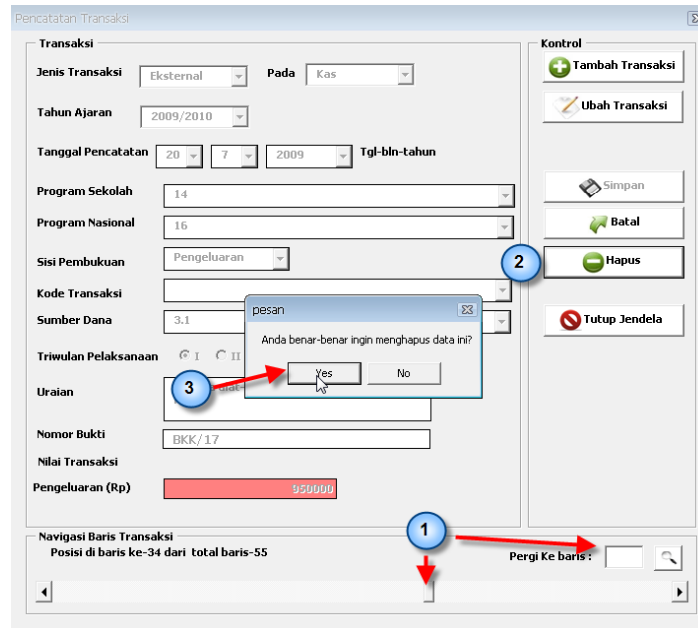 Pencatatan Transaksi
Transaksi
Jenis Transaksi Eksternal Pada Kas
Tahun Ajaran 2009/2010
Tanggal Pencatatan 20 7 2009 Tgl-bln-tahun
Program Sekolah 14
Program Nasional 16
Sisi Pembukuan Pengeluaran
Kode Transaksi
Sumber Dana 3.1
Triwulan Pelaksanaan I II
Uraian
Nomor Bukti BKK/17
Nilai Transaksi
Pengeluaran (Rp) 950000
Kontrol
Tambah Transaksi
Ubah Transaksi
Simpan
Batal
2
Hapus
Tutup Jendela
pesan
Anda benar-benar ingin menghapus data ini?
Yes No
3
Navigasi Baris Transaksi
1
Posisi di baris ke-34 dari total baris-55
Pergi Ke baris :